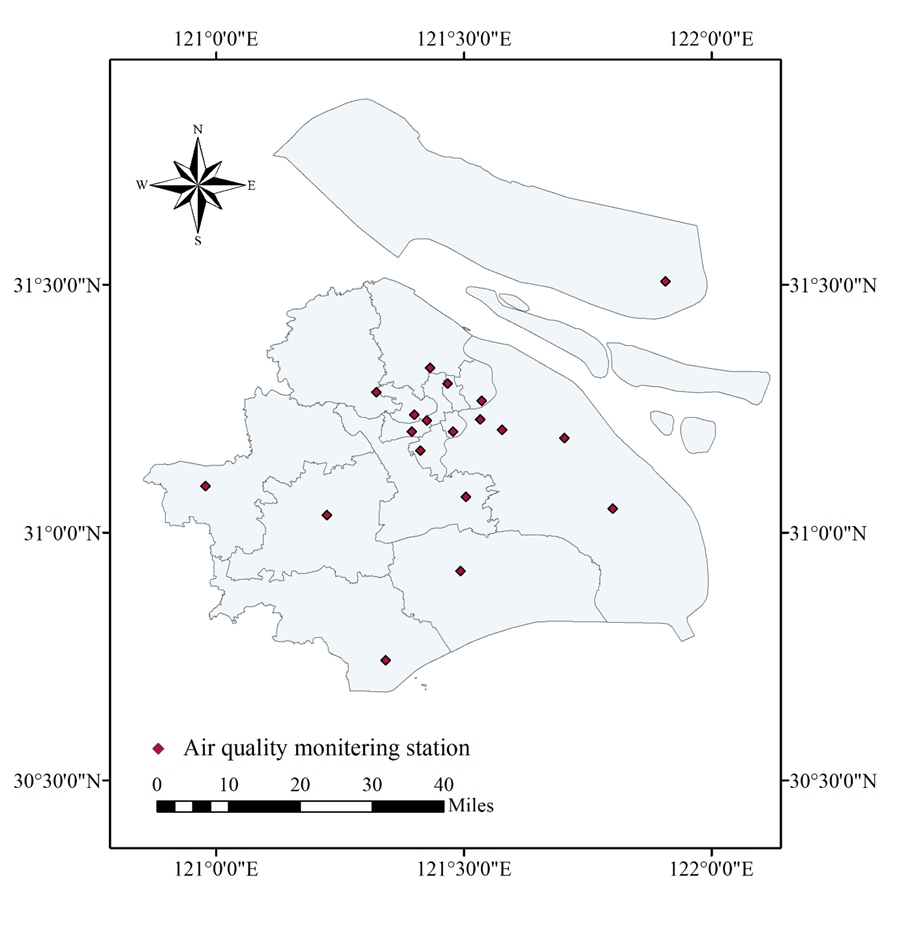 121°0'0"E 121°30'0"E 122°0'0"E
N
W E
S
31°30'0"N 31°30'0"N
31°0'0"N 31°0'0"N
Air quality monitering station
0 10 20 30 40
30°30'0"N 30°30'0"N
Miles
121°0'0"E 121°30'0"E 122°0'0"E